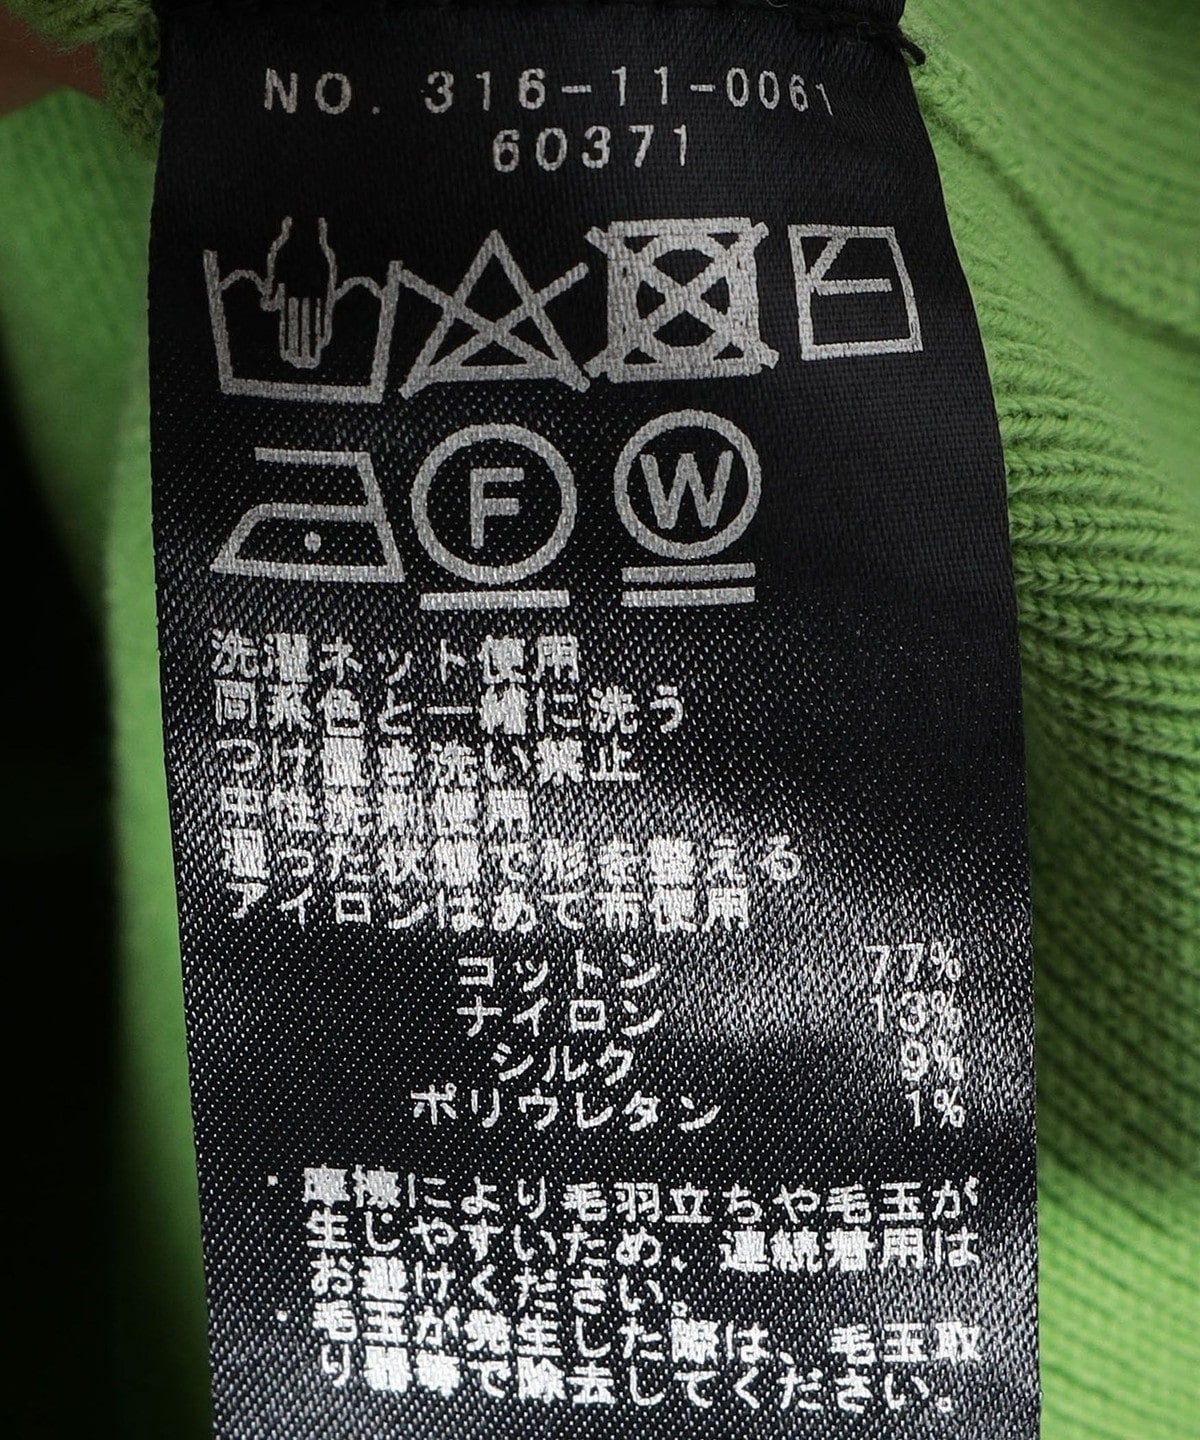 NO. 316-11-0061
60371
F W
洗濯ネット使用
同系色と一緒に洗う
つけ置き洗い禁止
中性洗剤使用
湿った状態で形を整える
アイロンはあて布使用
コットン 77%
ナイロン 13%
シルク 9%
ポリウレタン 1%
・摩擦により毛羽立ちや毛玉が
生じやすいため、連続着用は
お避けください。
・毛玉が発生した際は、毛玉取
り器等で除去してください。